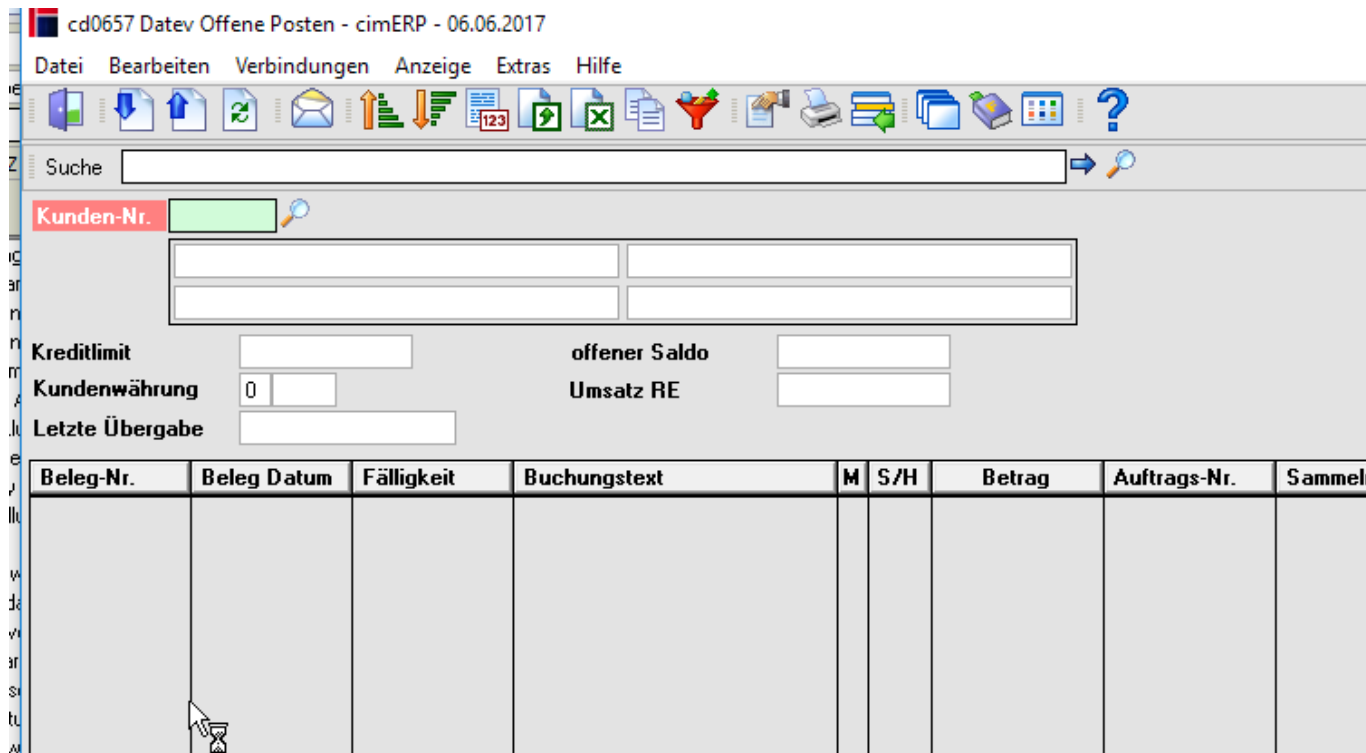 cd0657 Datev Offene Posten - cimERP - 06.06.2017
Datei Bearbeiten Verbindungen Anzeige Extras Hilfe
123
Suche
Kunden-Nr.
Kreditlimit offener Saldo
Kundenwährung 0 Umsatz RE
Letzte Übergabe
Beleg-Nr. Beleg Datum Fälligkeit Buchungstext M S/H Betrag Auftrags-Nr.